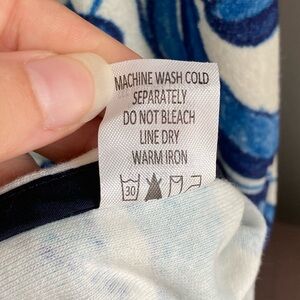 MACHINE WASH COLD
SEPARATELY
DO NOT BLEACH
LINE DRY
WARM IRON
30